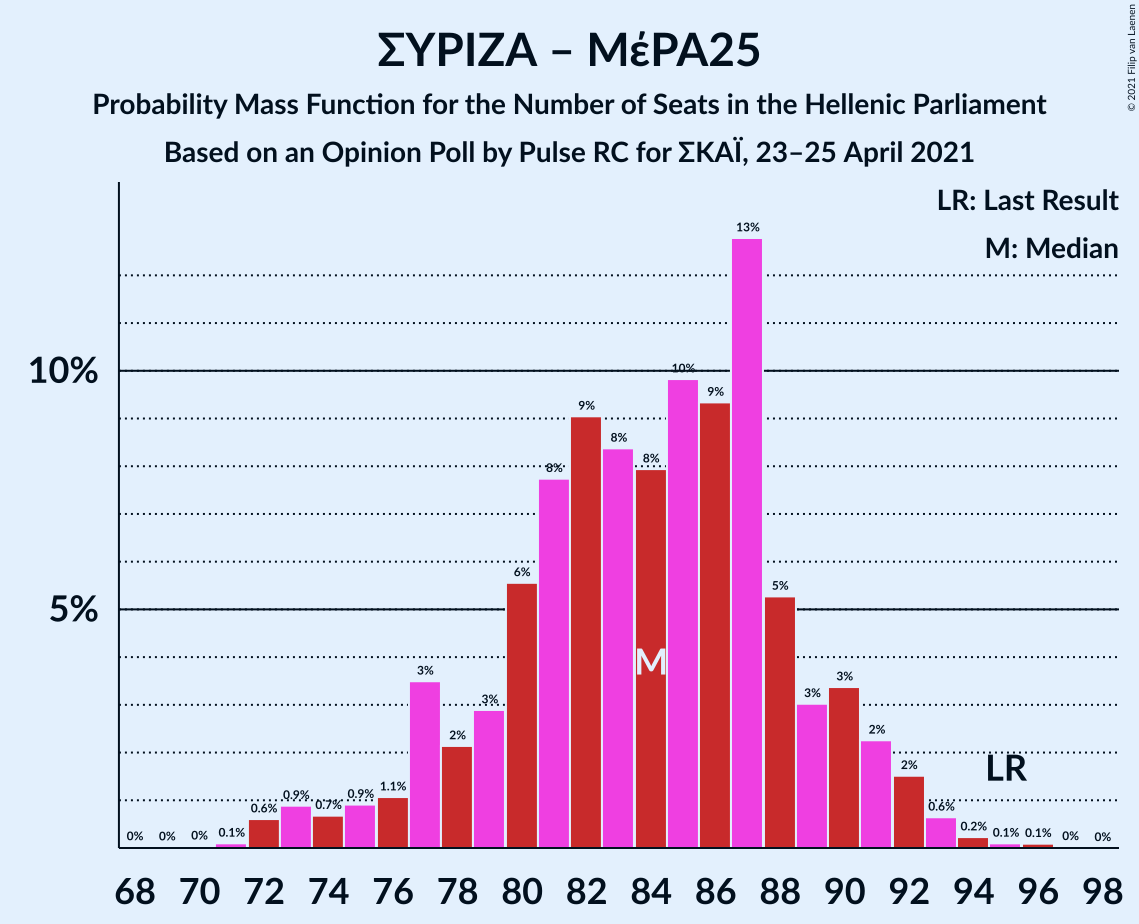 ΣΥΡΙΖΑ – ΜέΡΑ25
Probability Mass Function for the Number of Seats in the Hellenic Parliament
Based on an Opinion Poll by Pulse RC for ΣΚΑΪ, 23–25 April 2021
© 2021 Filip van Laenen
LR: Last Result
M: Median
10%
5%
0% 0% 0% 0.1% 0.6% 0.9% 0.7% 0.9% 1.1% 3% 2% 3% 6% 8% 9% 8% 8% 10% 9% 13% 5% 3% 3% 2% 2% 0.6% 0.2% 0.1% 0.1% 0% 0%
M
LR
68 70 72 74 76 78 80 82 84 86 88 90 92 94 96 98